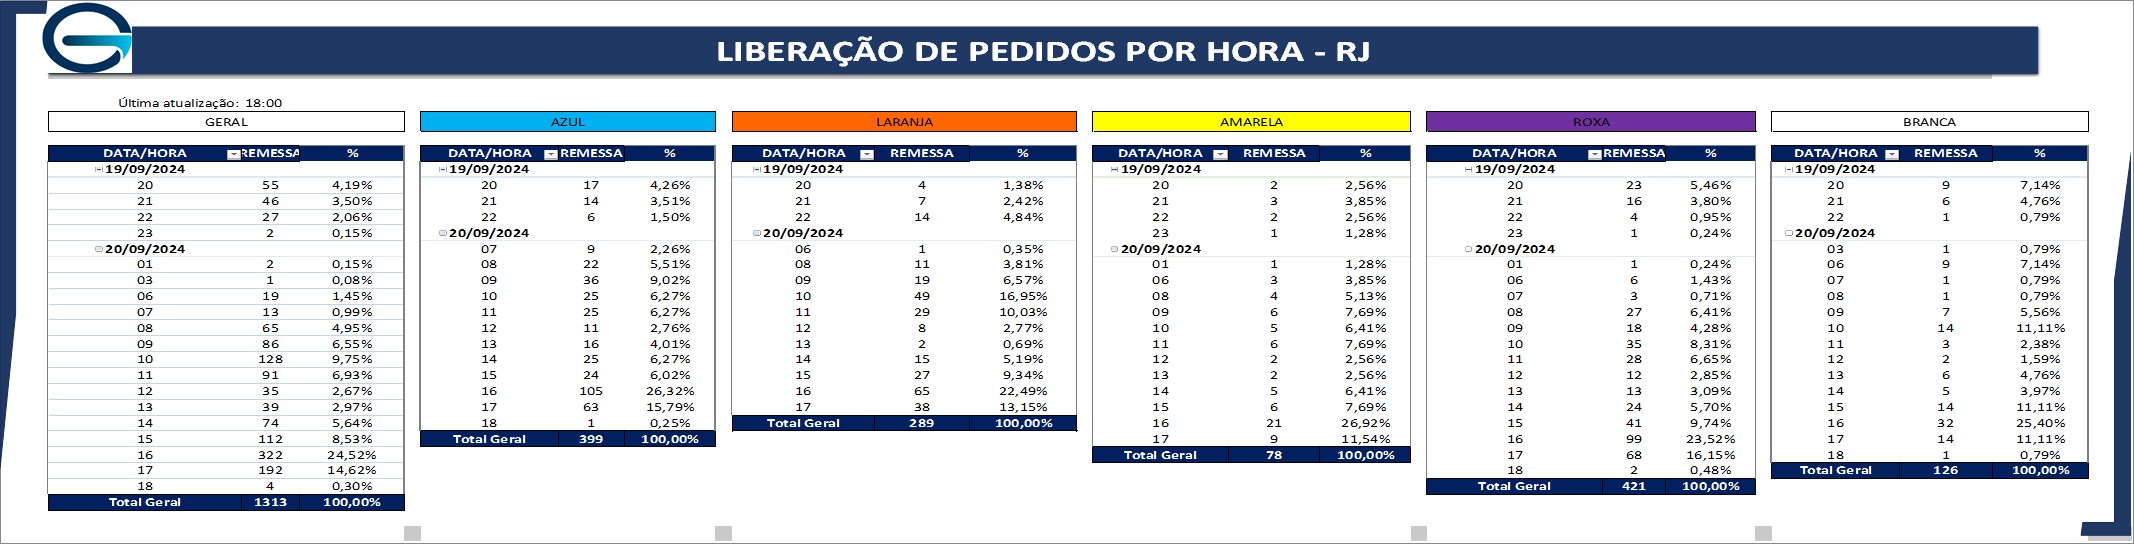 LIBERAÇÃO DE PEDIDOS POR HORA - RJ
Última atualização: 18:00
GERAL
DATA/HORA REMESSA %
19/09/2024
20 55 4,19%
21 46 3,50%
22 27 2,06%
23 2 0,15%
20/09/2024
01 2 0,15%
03 1 0,08%
06 19 1,45%
07 13 0,99%
08 65 4,95%
09 86 6,55%
10 128 9,75%
11 91 6,93%
12 35 2,67%
13 39 2,97%
14 74 5,64%
15 112 8,53%
16 322 24,52%
17 192 14,62%
18 4 0,30%
Total Geral 1313 100,00%
AZUL
DATA/HORA REMESSA %
19/09/2024
20 17 4,26%
21 14 3,51%
22 6 1,50%
20/09/2024
07 9 2,26%
08 22 5,51%
09 36 9,02%
10 25 6,27%
11 25 6,27%
12 11 2,76%
13 16 4,01%
14 25 6,27%
15 24 6,02%
16 105 26,32%
17 63 15,79%
18 1 0,25%
Total Geral 399 100,00%
LARANJA
DATA/HORA REMESSA %
19/09/2024
20 4 1,38%
21 7 2,42%
22 14 4,84%
20/09/2024
06 1 0,35%
08 11 3,81%
09 19 6,57%
10 49 16,95%
11 29 10,03%
12 8 2,77%
13 2 0,69%
14 15 5,19%
15 27 9,34%
16 65 22,49%
17 38 13,15%
Total Geral 289 100,00%
AMARELA
DATA/HORA REMESSA %
19/09/2024
20 2 2,56%
21 3 3,85%
22 2 2,56%
23 1 1,28%
20/09/2024
01 1 1,28%
06 3 3,85%
08 4 5,13%
09 6 7,69%
10 5 6,41%
11 6 7,69%
12 2 2,56%
13 2 2,56%
14 5 6,41%
15 6 7,69%
16 21 26,92%
17 9 11,54%
Total Geral 78 100,00%
ROXA
DATA/HORA REMESSA %
19/09/2024
20 23 5,46%
21 16 3,80%
22 4 0,95%
23 1 0,24%
20/09/2024
01 1 0,24%
06 6 1,43%
07 3 0,71%
08 27 6,41%
09 18 4,28%
10 35 8,31%
11 28 6,65%
12 12 2,85%
13 13 3,09%
14 24 5,70%
15 41 9,74%
16 99 23,52%
17 68 16,15%
18 2 0,48%
Total Geral 421 100,00%
BRANCA
DATA/HORA REMESSA %
19/09/2024
20 9 7,14%
21 6 4,76%
22 1 0,79%
20/09/2024
03 1 0,79%
06 9 7,14%
07 1 0,79%
08 1 0,79%
09 7 5,56%
10 14 11,11%
11 3 2,38%
12 2 1,59%
13 6 4,76%
14 5 3,97%
15 14 11,11%
16 32 25,40%
17 14 11,11%
18 1 0,79%
Total Geral 126 100,00%